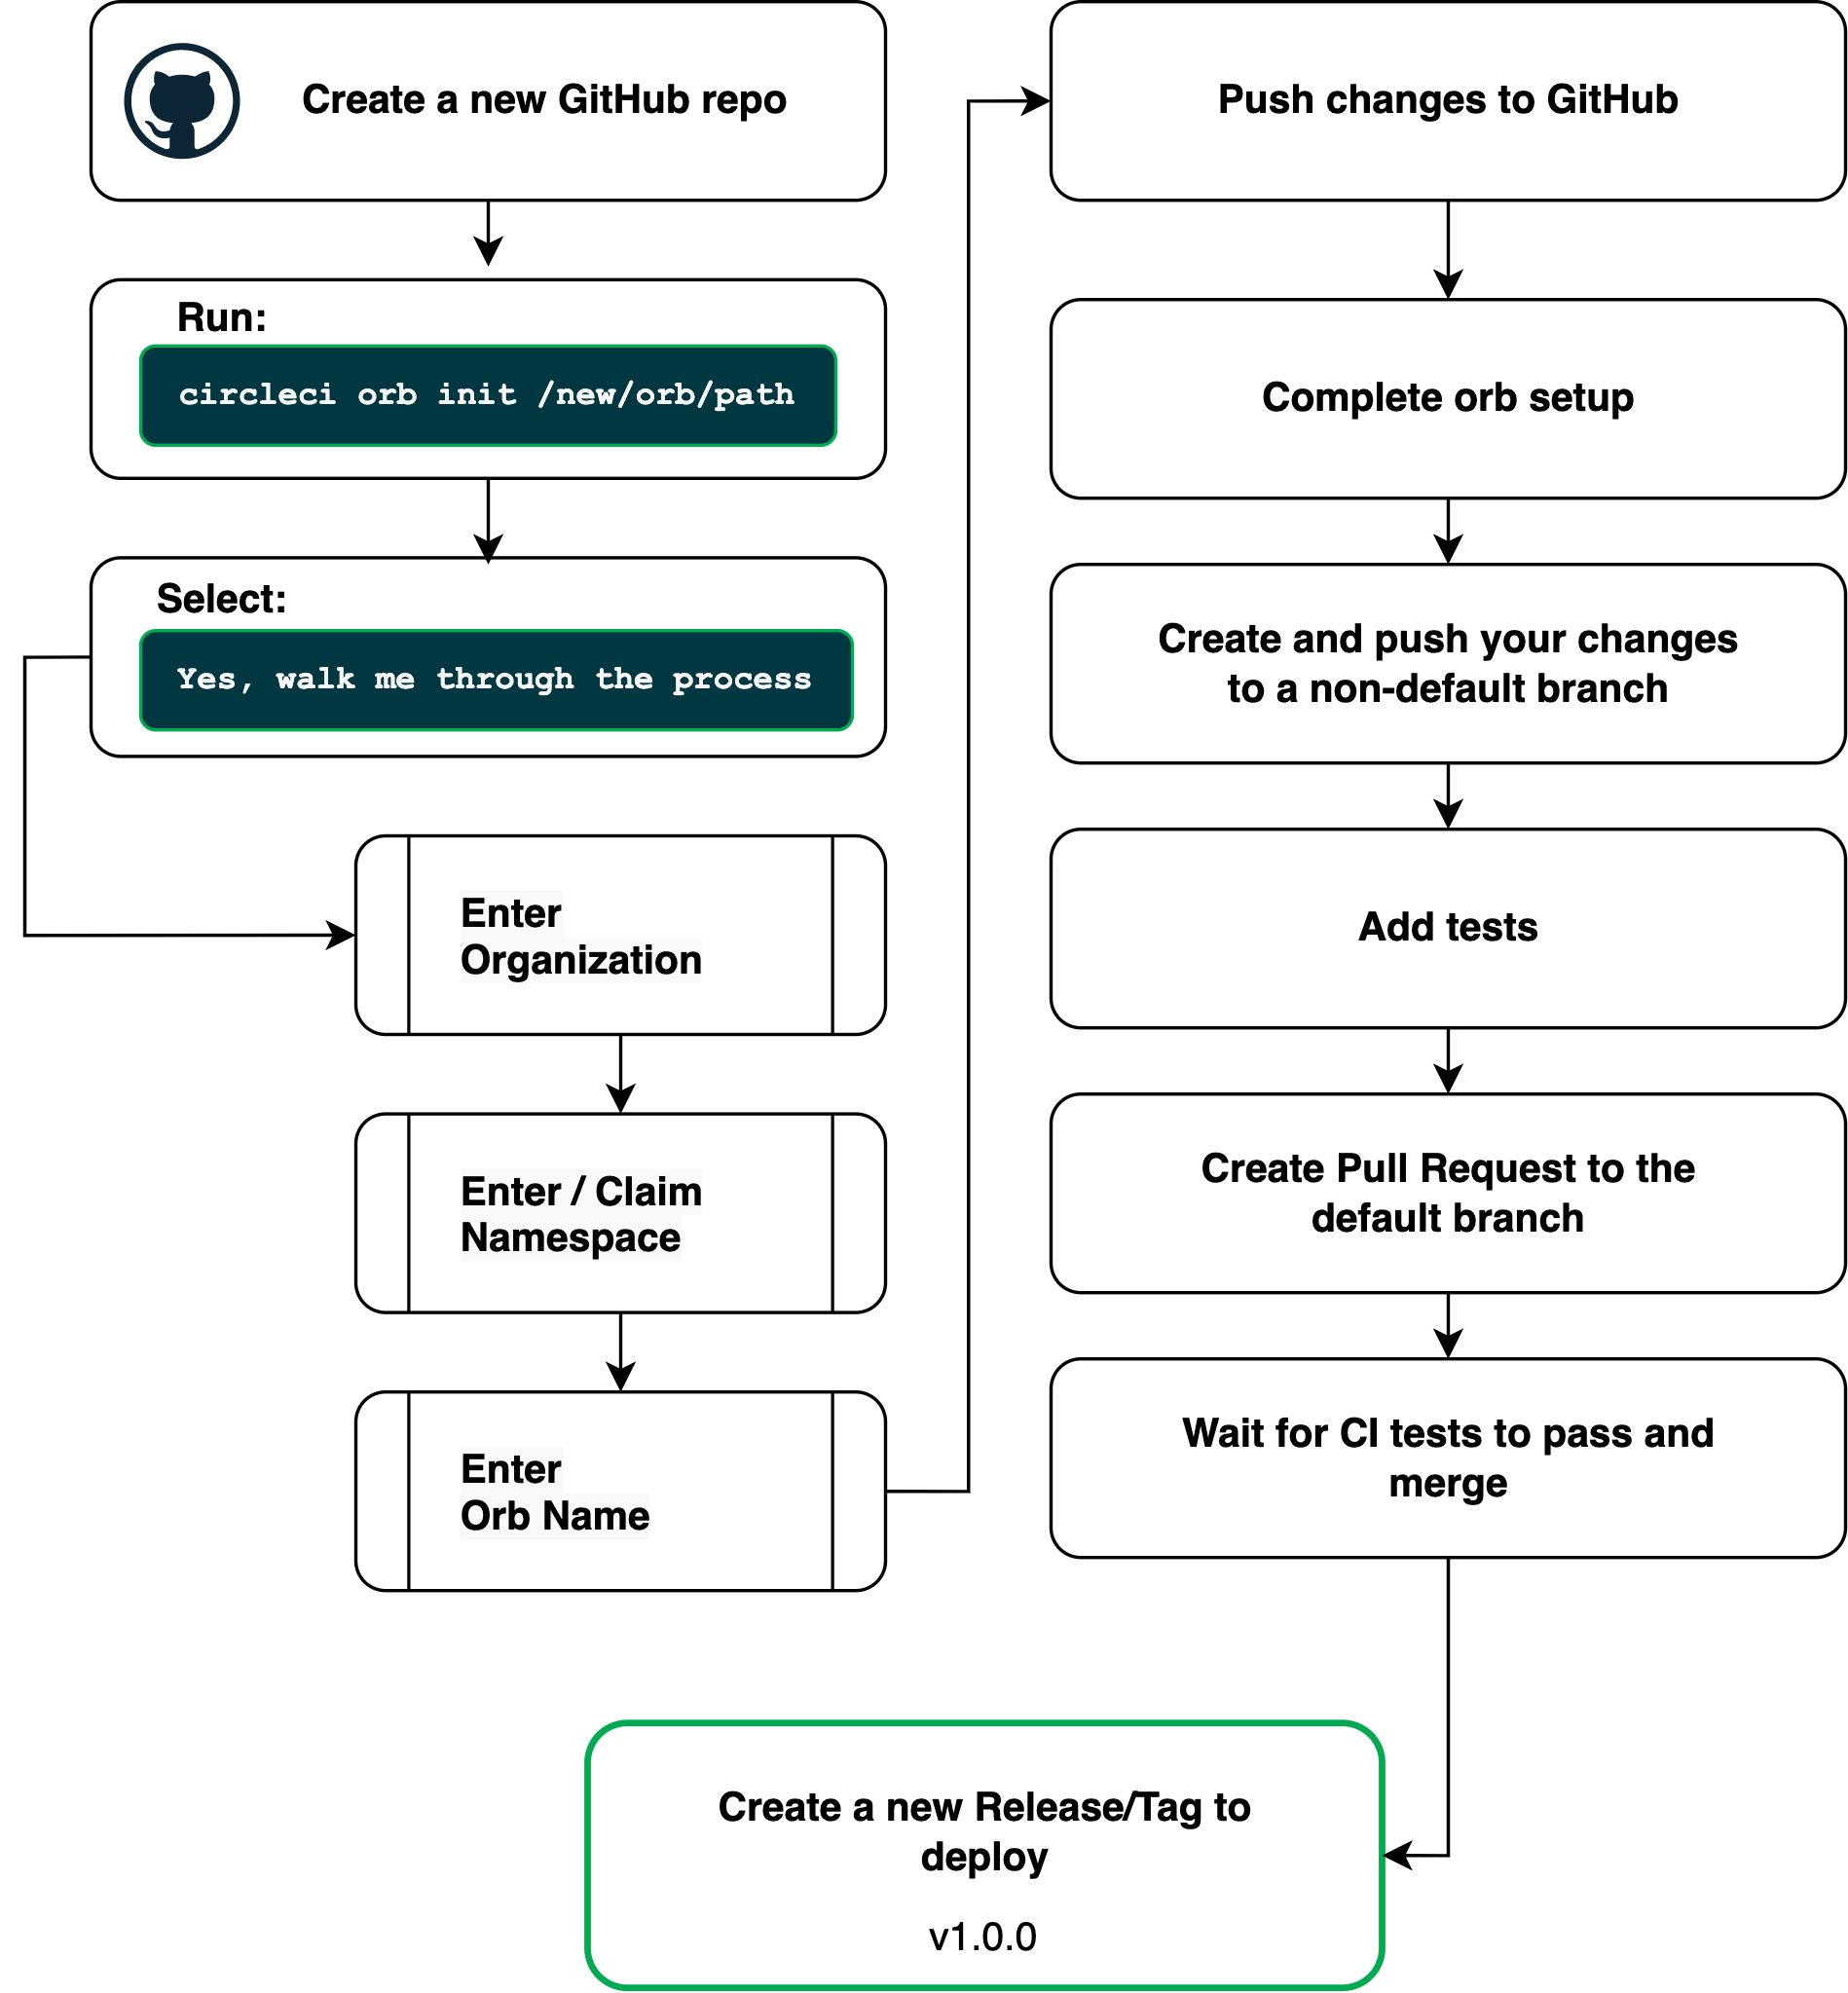 Create a new GitHub repo
Run:
circleci orb init /new/orb/path
Select:
Yes, walk me through the process
Enter
Organization
Enter / Claim
Namespace
Enter
Orb Name
Push changes to GitHub
Complete orb setup
Create and push your changes
to a non-default branch
Add tests
Create Pull Request to the
default branch
Wait for CI tests to pass and
merge
Create a new Release/Tag to
deploy
v1.0.0